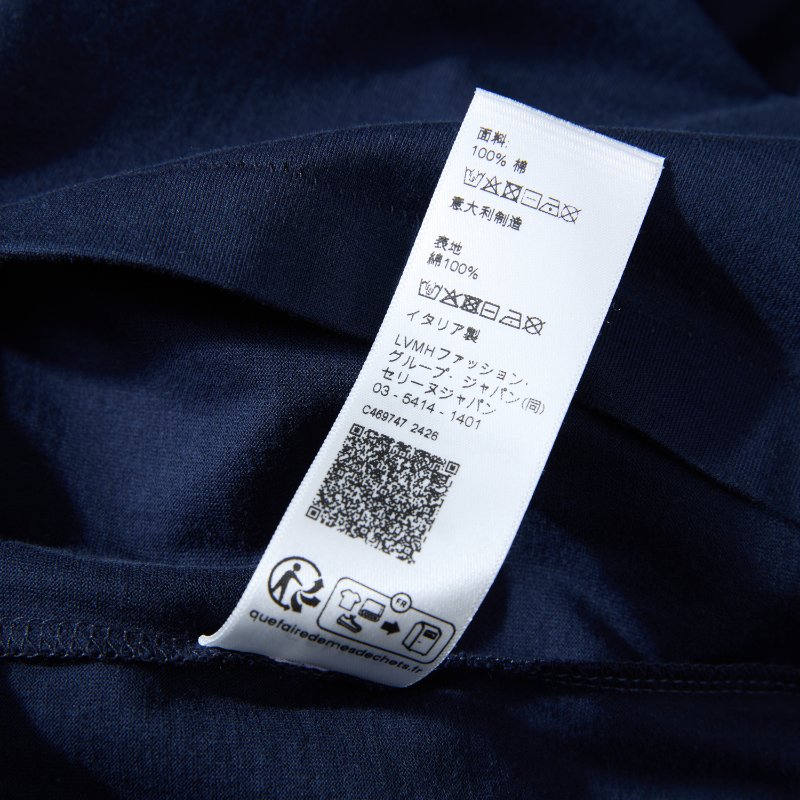 面料:
100% 棉
意大利制造
表地
綿100%
イタリア製
LVMHファッション・
グループ・ジャパン(同)
セリーヌジャパン
03 - 5414 - 1401
C469747 2426
FR
quefairedemesdechets.fr